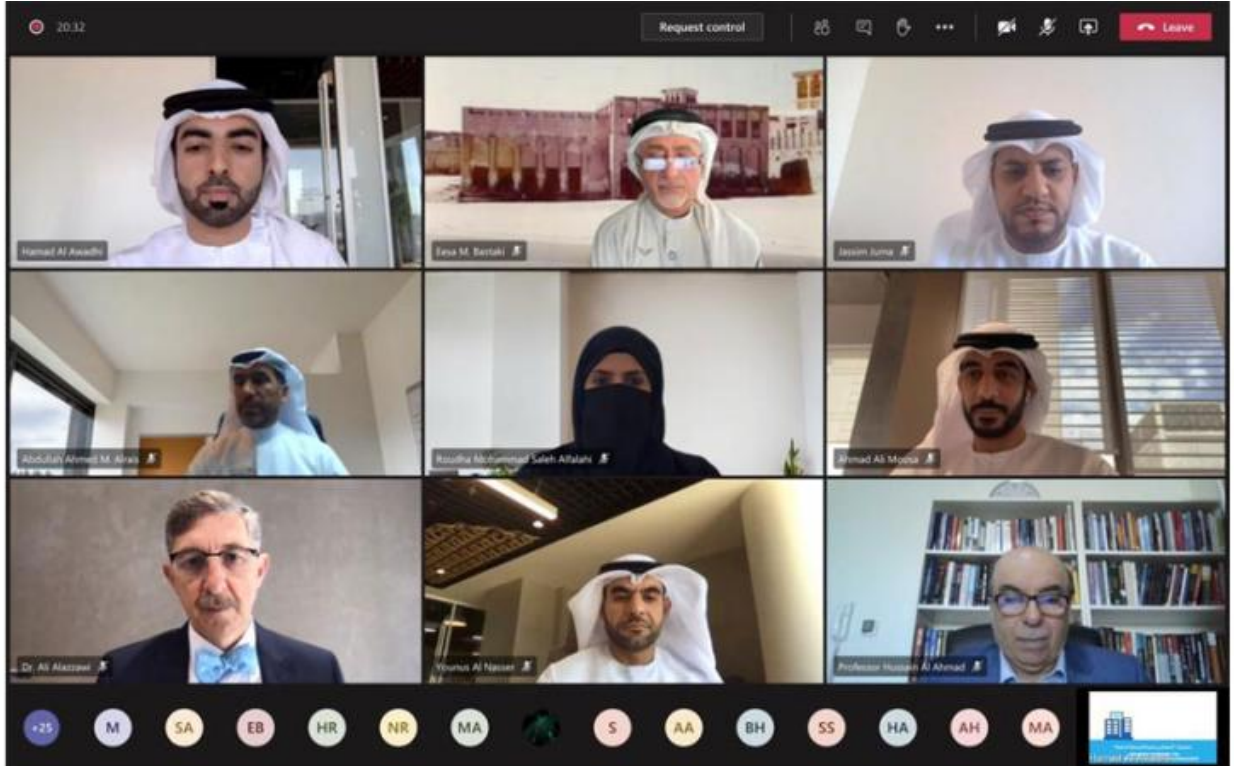 20:32
Request control
Leave
Hamad Al Awadhi
Eesa M. Bastaki
Jassim Juma
Abdullah Ahmed M. Alrais
Roudha Mohammad Saleh Alfalahi
Ahmad Ali Moosa
Dr. Ali Alazzawi
Younus Al Nasser
Professor Hussain Al Ahmad
+25
M
SA
EB
HR
NR
MA
S
AA
BH
SS
HA
AH
MA